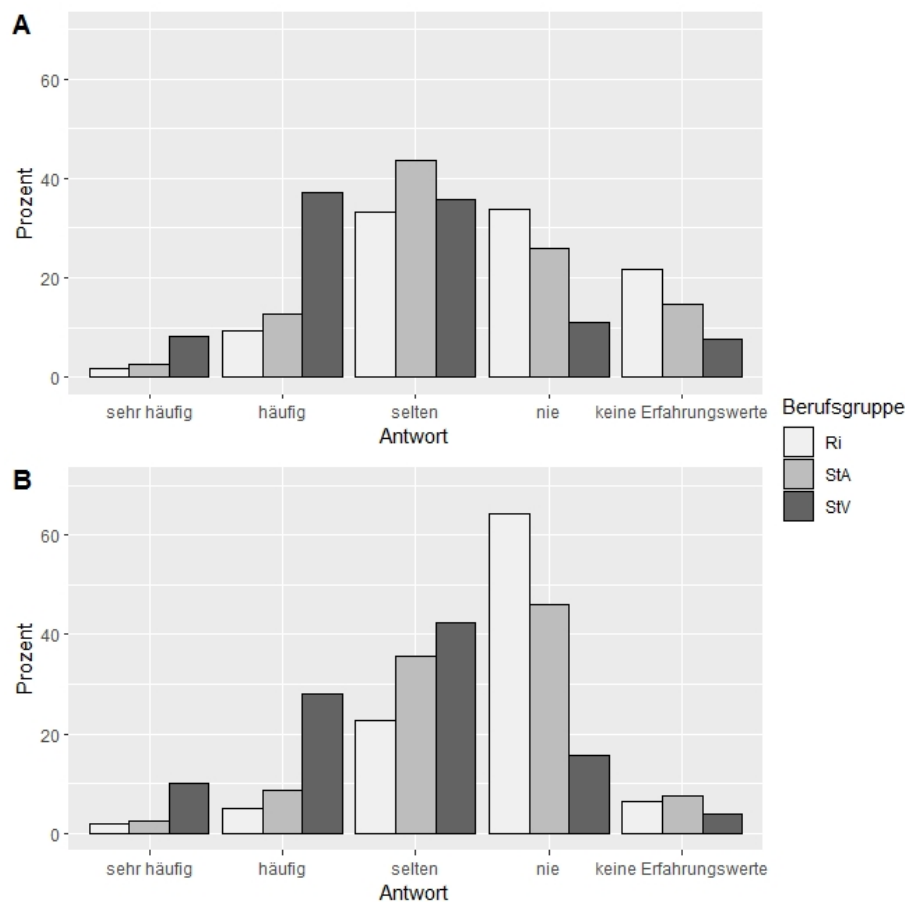 A
60
40
20
0
Prozent
sehr häufig häufig selten nie keine Erfahrungswerte
Antwort
B
60
40
20
0
Prozent
sehr häufig häufig selten nie keine Erfahrungswerte
Antwort
Berufsgruppe
Ri
StA
StV